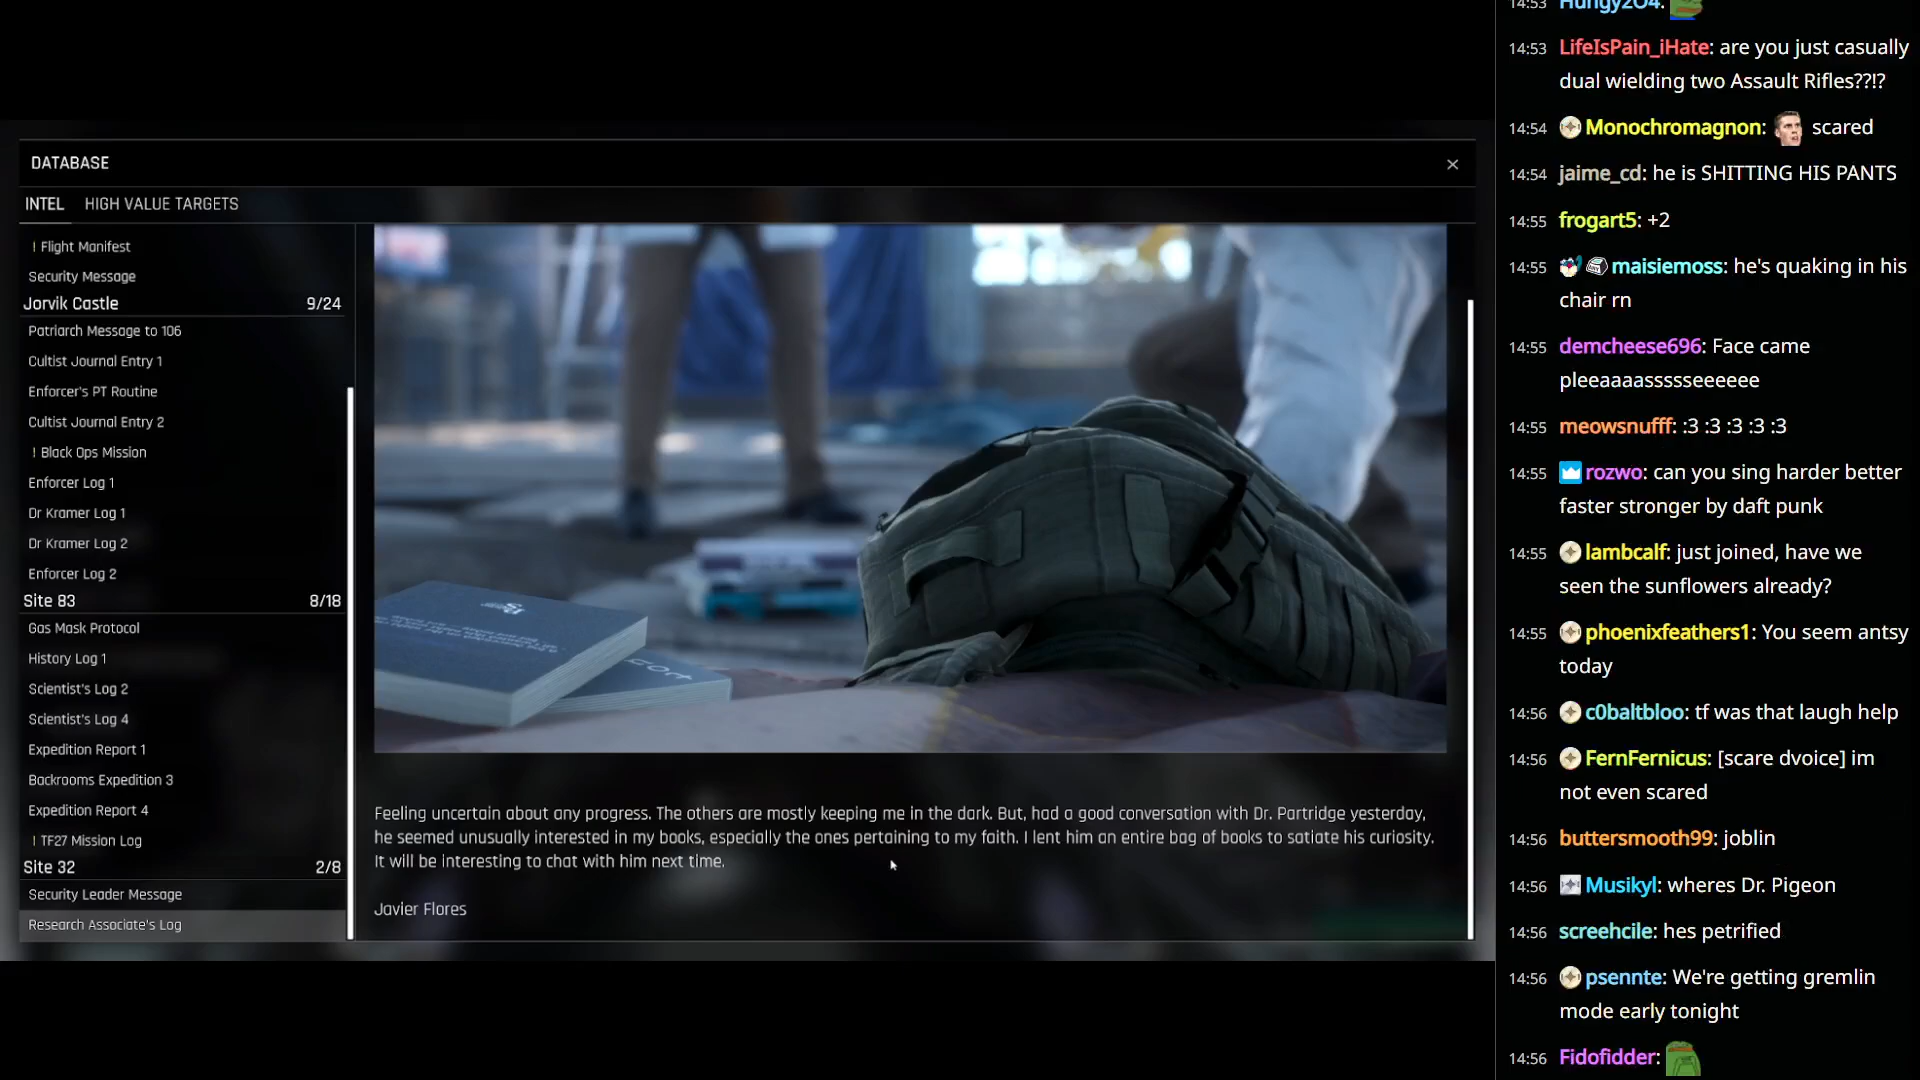 DATABASE
×
INTEL
HIGH VALUE TARGETS
! Flight Manifest
Security Message
Jorvik Castle 9/24
Patriarch Message to 106
Cultist Journal Entry 1
Enforcer's PT Routine
Cultist Journal Entry 2
! Black Ops Mission
Enforcer Log 1
Dr Kramer Log 1
Dr Kramer Log 2
Enforcer Log 2
Site 83 8/18
Gas Mask Protocol
History Log 1
Scientist's Log 2
Scientist's Log 4
Expedition Report 1
Backrooms Expedition 3
Expedition Report 4
! TF27 Mission Log
Site 32 2/8
Security Leader Message
Research Associate's Log
Feeling uncertain about any progress. The others are mostly keeping me in the dark. But, had a good conversation with Dr. Partridge yesterday,
he seemed unusually interested in my books, especially the ones pertaining to my faith. I lent him an entire bag of books to satiate his curiosity.
It will be interesting to chat with him next time.
Javier Flores
14:53 Hungy2O4:
14:53 LifeIsPain_iHate: are you just casually
dual wielding two Assault Rifles??!?
14:54 Monochromagnon: scared
14:54 jaime_cd: he is SHITTING HIS PANTS
14:55 frogart5: +2
14:55 maisiemoss: he's quaking in his
chair rn
14:55 demcheese696: Face came
pleeaaaassssseeeeee
14:55 meowsnufff: :3 :3 :3 :3 :3
14:55 rozwo: can you sing harder better
faster stronger by daft punk
14:55 lambcalf: just joined, have we
seen the sunflowers already?
14:55 phoenixfeathers1: You seem antsy
today
14:56 c0baltbloo: tf was that laugh help
14:56 FernFernicus: [scare dvoice] im
not even scared
14:56 buttersmooth99: joblin
14:56 Musikyl: wheres Dr. Pigeon
14:56 screehcile: hes petrified
14:56 psennte: We're getting gremlin
mode early tonight
14:56 Fidofidder: